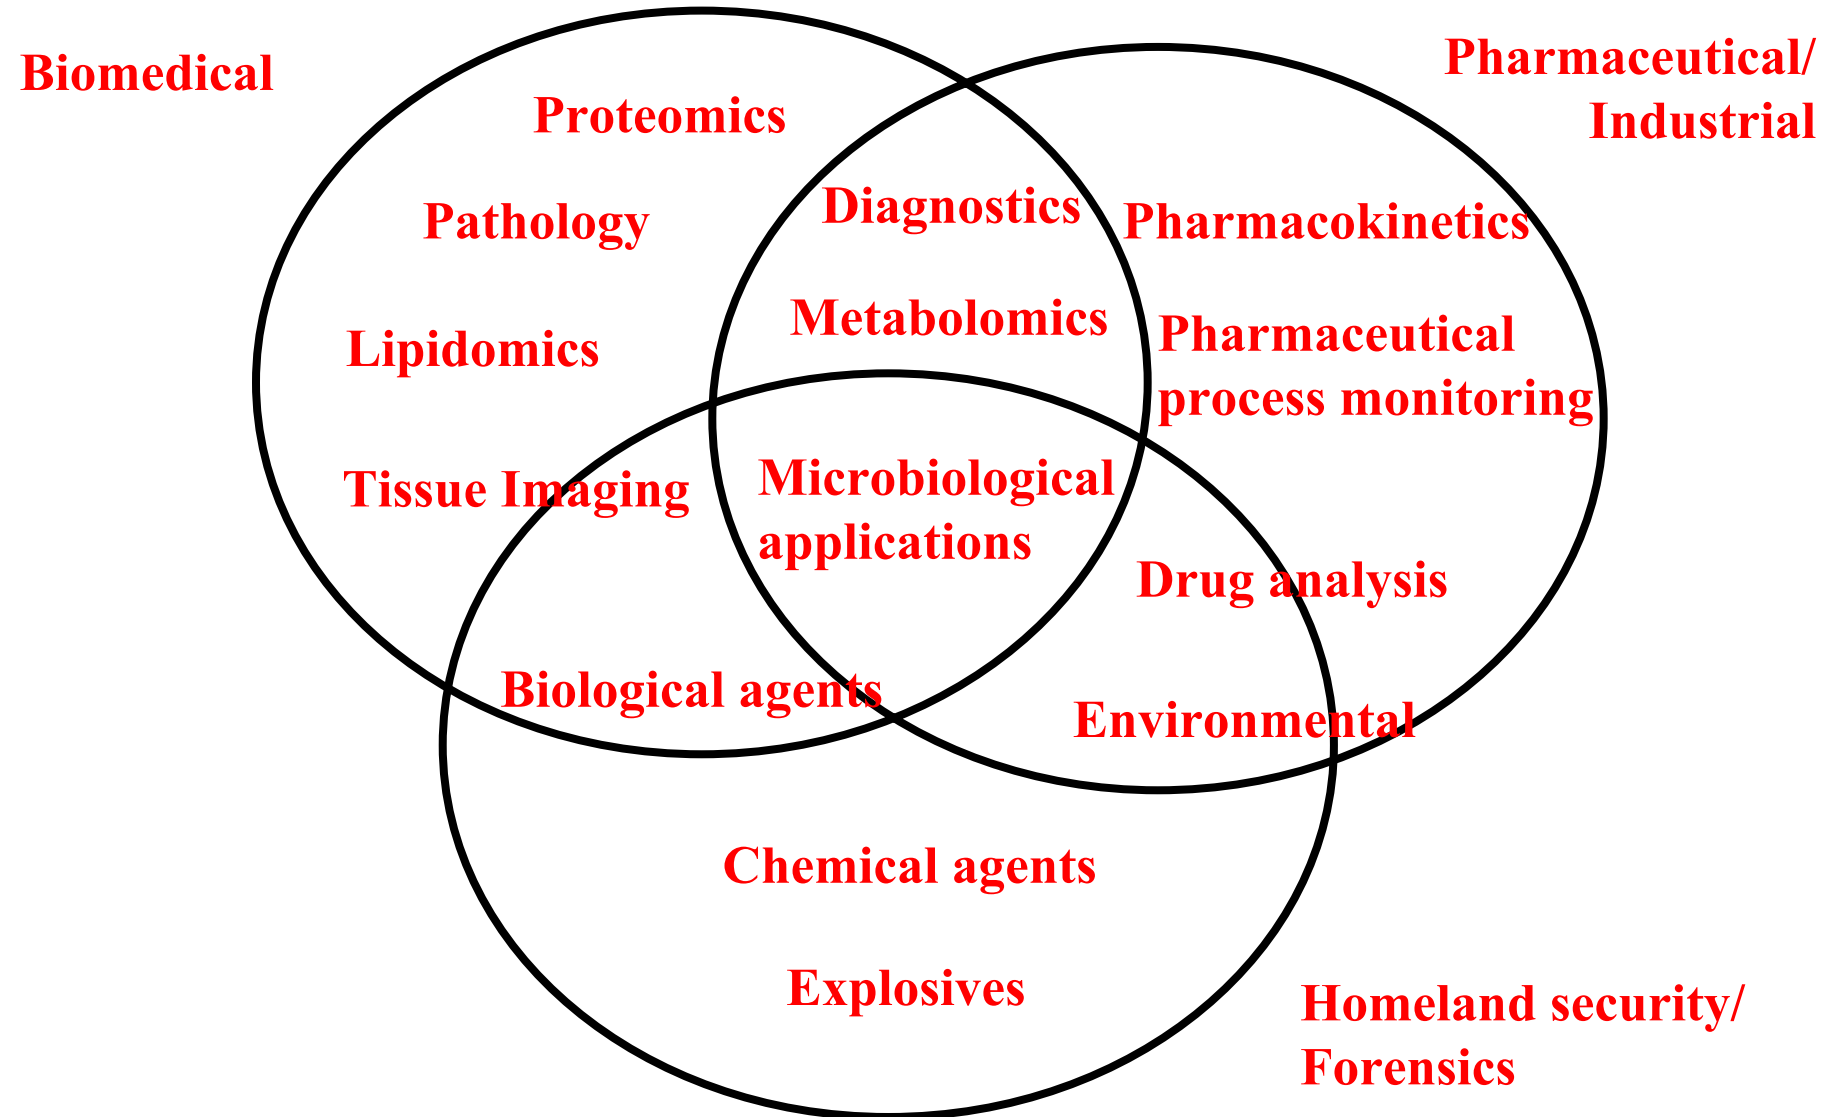 Biomedical
Pharmaceutical/
Industrial
Proteomics
Diagnostics
Pathology
Pharmacokinetics
Metabolomics
Lipidomics
Pharmaceutical
process monitoring
Tissue Imaging
Microbiological
applications
Drug analysis
Biological agents
Environmental
Chemical agents
Explosives
Homeland security/
Forensics